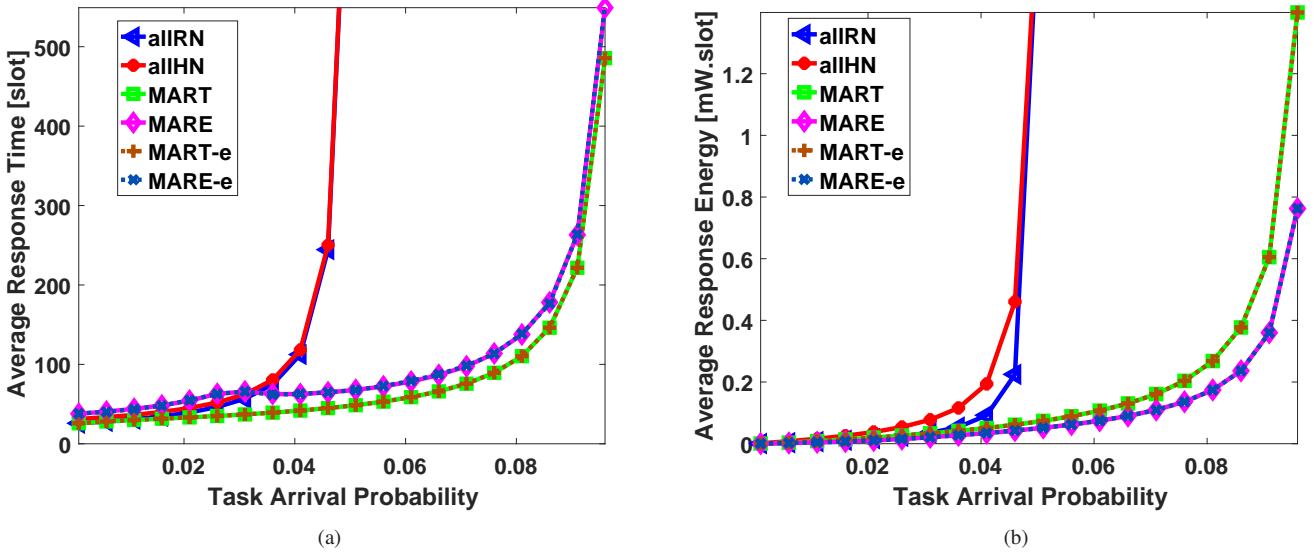 Average Response Time [slot]
500
400
300
200
100
0
allRN
allHN
MART
MARE
MART-e
MARE-e
0.02 0.04 0.06 0.08
Task Arrival Probability
(a)
Average Response Energy [mW.slot]
1.2
1
0.8
0.6
0.4
0.2
0
allRN
allHN
MART
MARE
MART-e
MARE-e
0.02 0.04 0.06 0.08
Task Arrival Probability
(b)